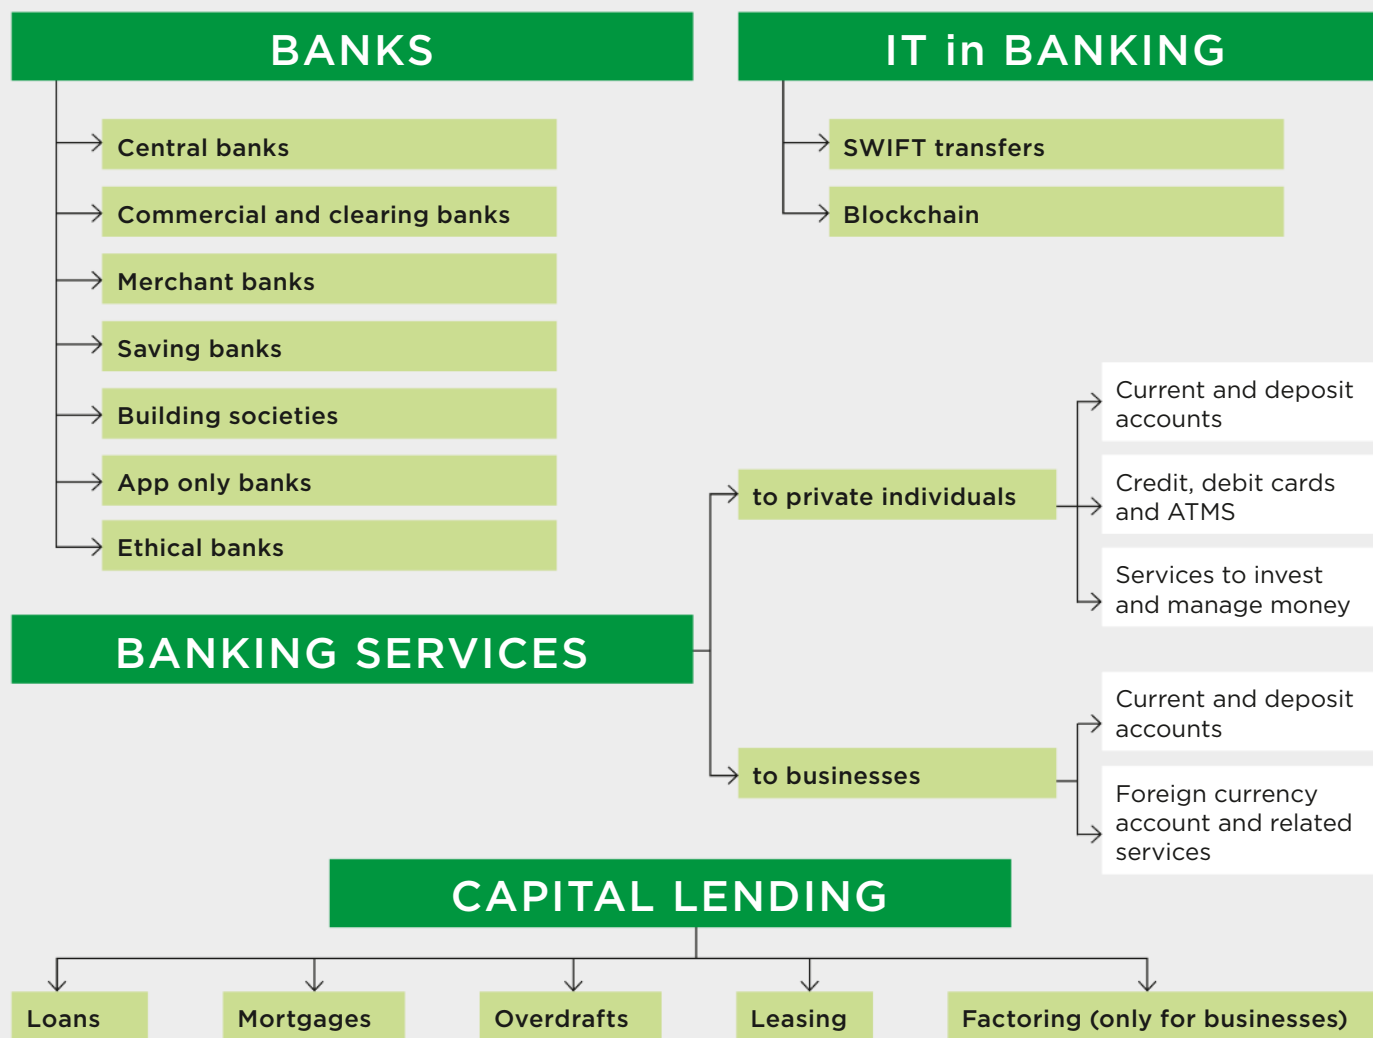 BANKS
Central banks
Commercial and clearing banks
Merchant banks
Saving banks
Building societies
App only banks
Ethical banks
IT in BANKING
SWIFT transfers
Blockchain
BANKING SERVICES
to private individuals
Current and deposit
accounts
Credit, debit cards
and ATMS
Services to invest
and manage money
to businesses
Current and deposit
accounts
Foreign currency
account and related
services
CAPITAL LENDING
Loans
Mortgages
Overdrafts
Leasing
Factoring (only for businesses)